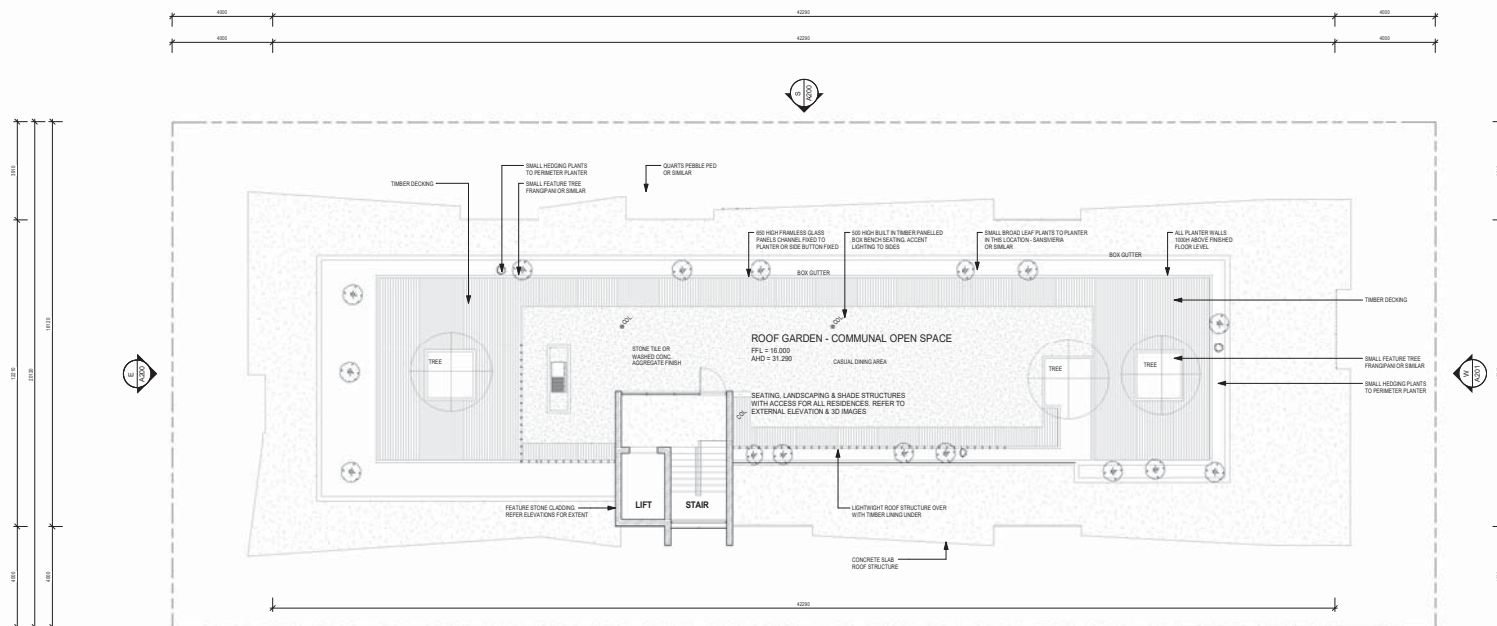 4000
42290
4000
4000
42290
4000
S
A200
SMALL HEDGING PLANTS
TO PERIMETER PLANTER
QUARTS PEBBLE PED
OR SIMILAR
TIMBER DECKING
SMALL FEATURE TREE
FRANGIPANI OR SIMILAR
650 HIGH FRAMLESS GLASS
PANELS CHANNEL FIXED TO
PLANTER OR SIDE BUTTON FIXED
500 HIGH BUILT IN TIMBER PANELLED
BOX BENCH SEATING. ACCENT
LIGHTING TO SIDES
SMALL BROAD LEAF PLANTS TO PLANTER
IN THIS LOCATION - SANSIVIERIA
OR SIMILAR
ALL PLANTER WALLS
1000H ABOVE FINISHED
FLOOR LEVEL
BOX GUTTER
BOX GUTTER
TIMBER DECKING
COL
COL
ROOF GARDEN - COMMUNAL OPEN SPACE
FFL = 16.000
AHD = 31.290
CASUAL DINING AREA
STONE TILE OR
WASHED CONC.
AGGREGATE FINISH
TREE
TREE
TREE
SMALL FEATURE TREE
FRANGIPANI OR SIMILAR
E
A200
W
A201
SMALL HEDGING PLANTS
TO PERIMETER PLANTER
SEATING, LANDSCAPING & SHADE STRUCTURES
WITH ACCESS FOR ALL RESIDENCES. REFER TO
EXTERNAL ELEVATION & 3D IMAGES
COL
LIFT
STAIR
FEATURE STONE CLADDING.
REFER ELEVATIONS FOR EXTENT
LIGHTWIGHT ROOF STRUCTURE OVER
WITH TIMBER LINING UNDER
CONCRETE SLAB
ROOF STRUCTURE
4000
4000
42290